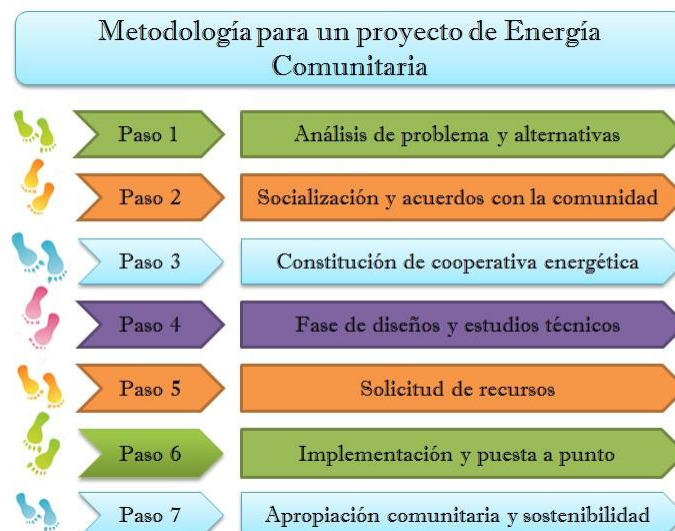 Metodología para un proyecto de Energía
Comunitaria
Paso 1
Análisis de problema y alternativas
Paso 2
Socialización y acuerdos con la comunidad
Paso 3
Constitución de cooperativa energética
Paso 4
Fase de diseños y estudios técnicos
Paso 5
Solicitud de recursos
Paso 6
Implementación y puesta a punto
Paso 7
Apropiación comunitaria y sostenibilidad